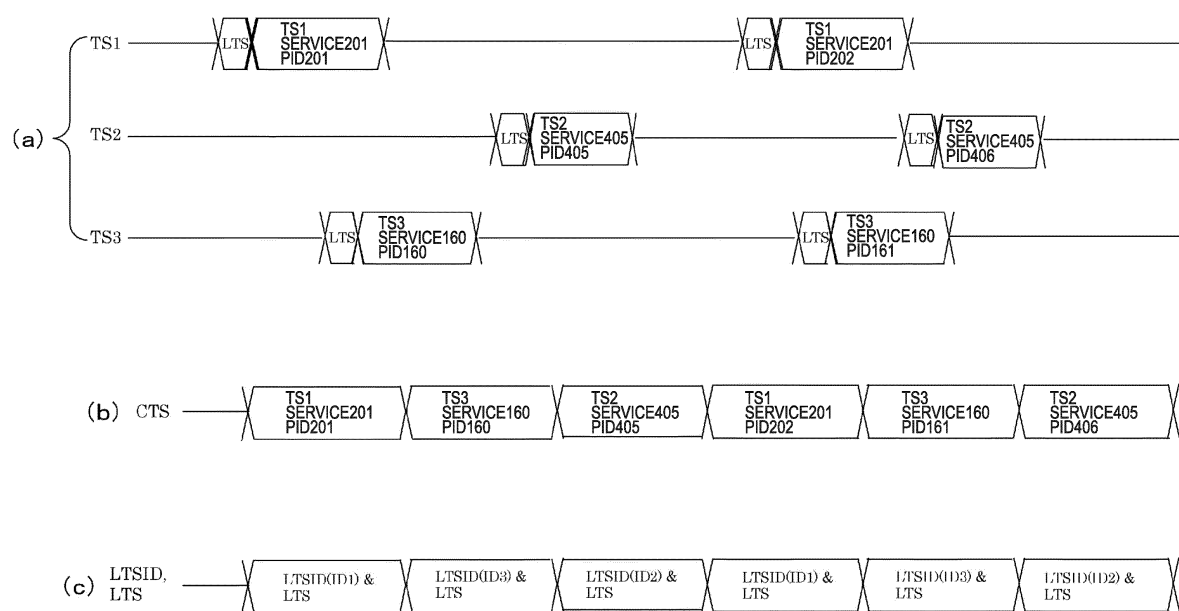 (a)
TS1
LTS
TS1
SERVICE201
PID201
LTS
TS1
SERVICE201
PID202
TS2
LTS
TS2
SERVICE405
PID405
LTS
TS2
SERVICE405
PID406
TS3
LTS
TS3
SERVICE160
PID160
LTS
TS3
SERVICE160
PID161
(b) CTS
TS1
SERVICE201
PID201
TS3
SERVICE160
PID160
TS2
SERVICE405
PID405
TS1
SERVICE201
PID202
TS3
SERVICE160
PID161
TS2
SERVICE405
PID406
(c) LTSID,
LTS
LTSID(ID1) &
LTS
LTSID(ID3) &
LTS
LTSID(ID2) &
LTS
LTSID(ID1) &
LTS
LTSID(ID3) &
LTS
LTSID(ID2) &
LTS